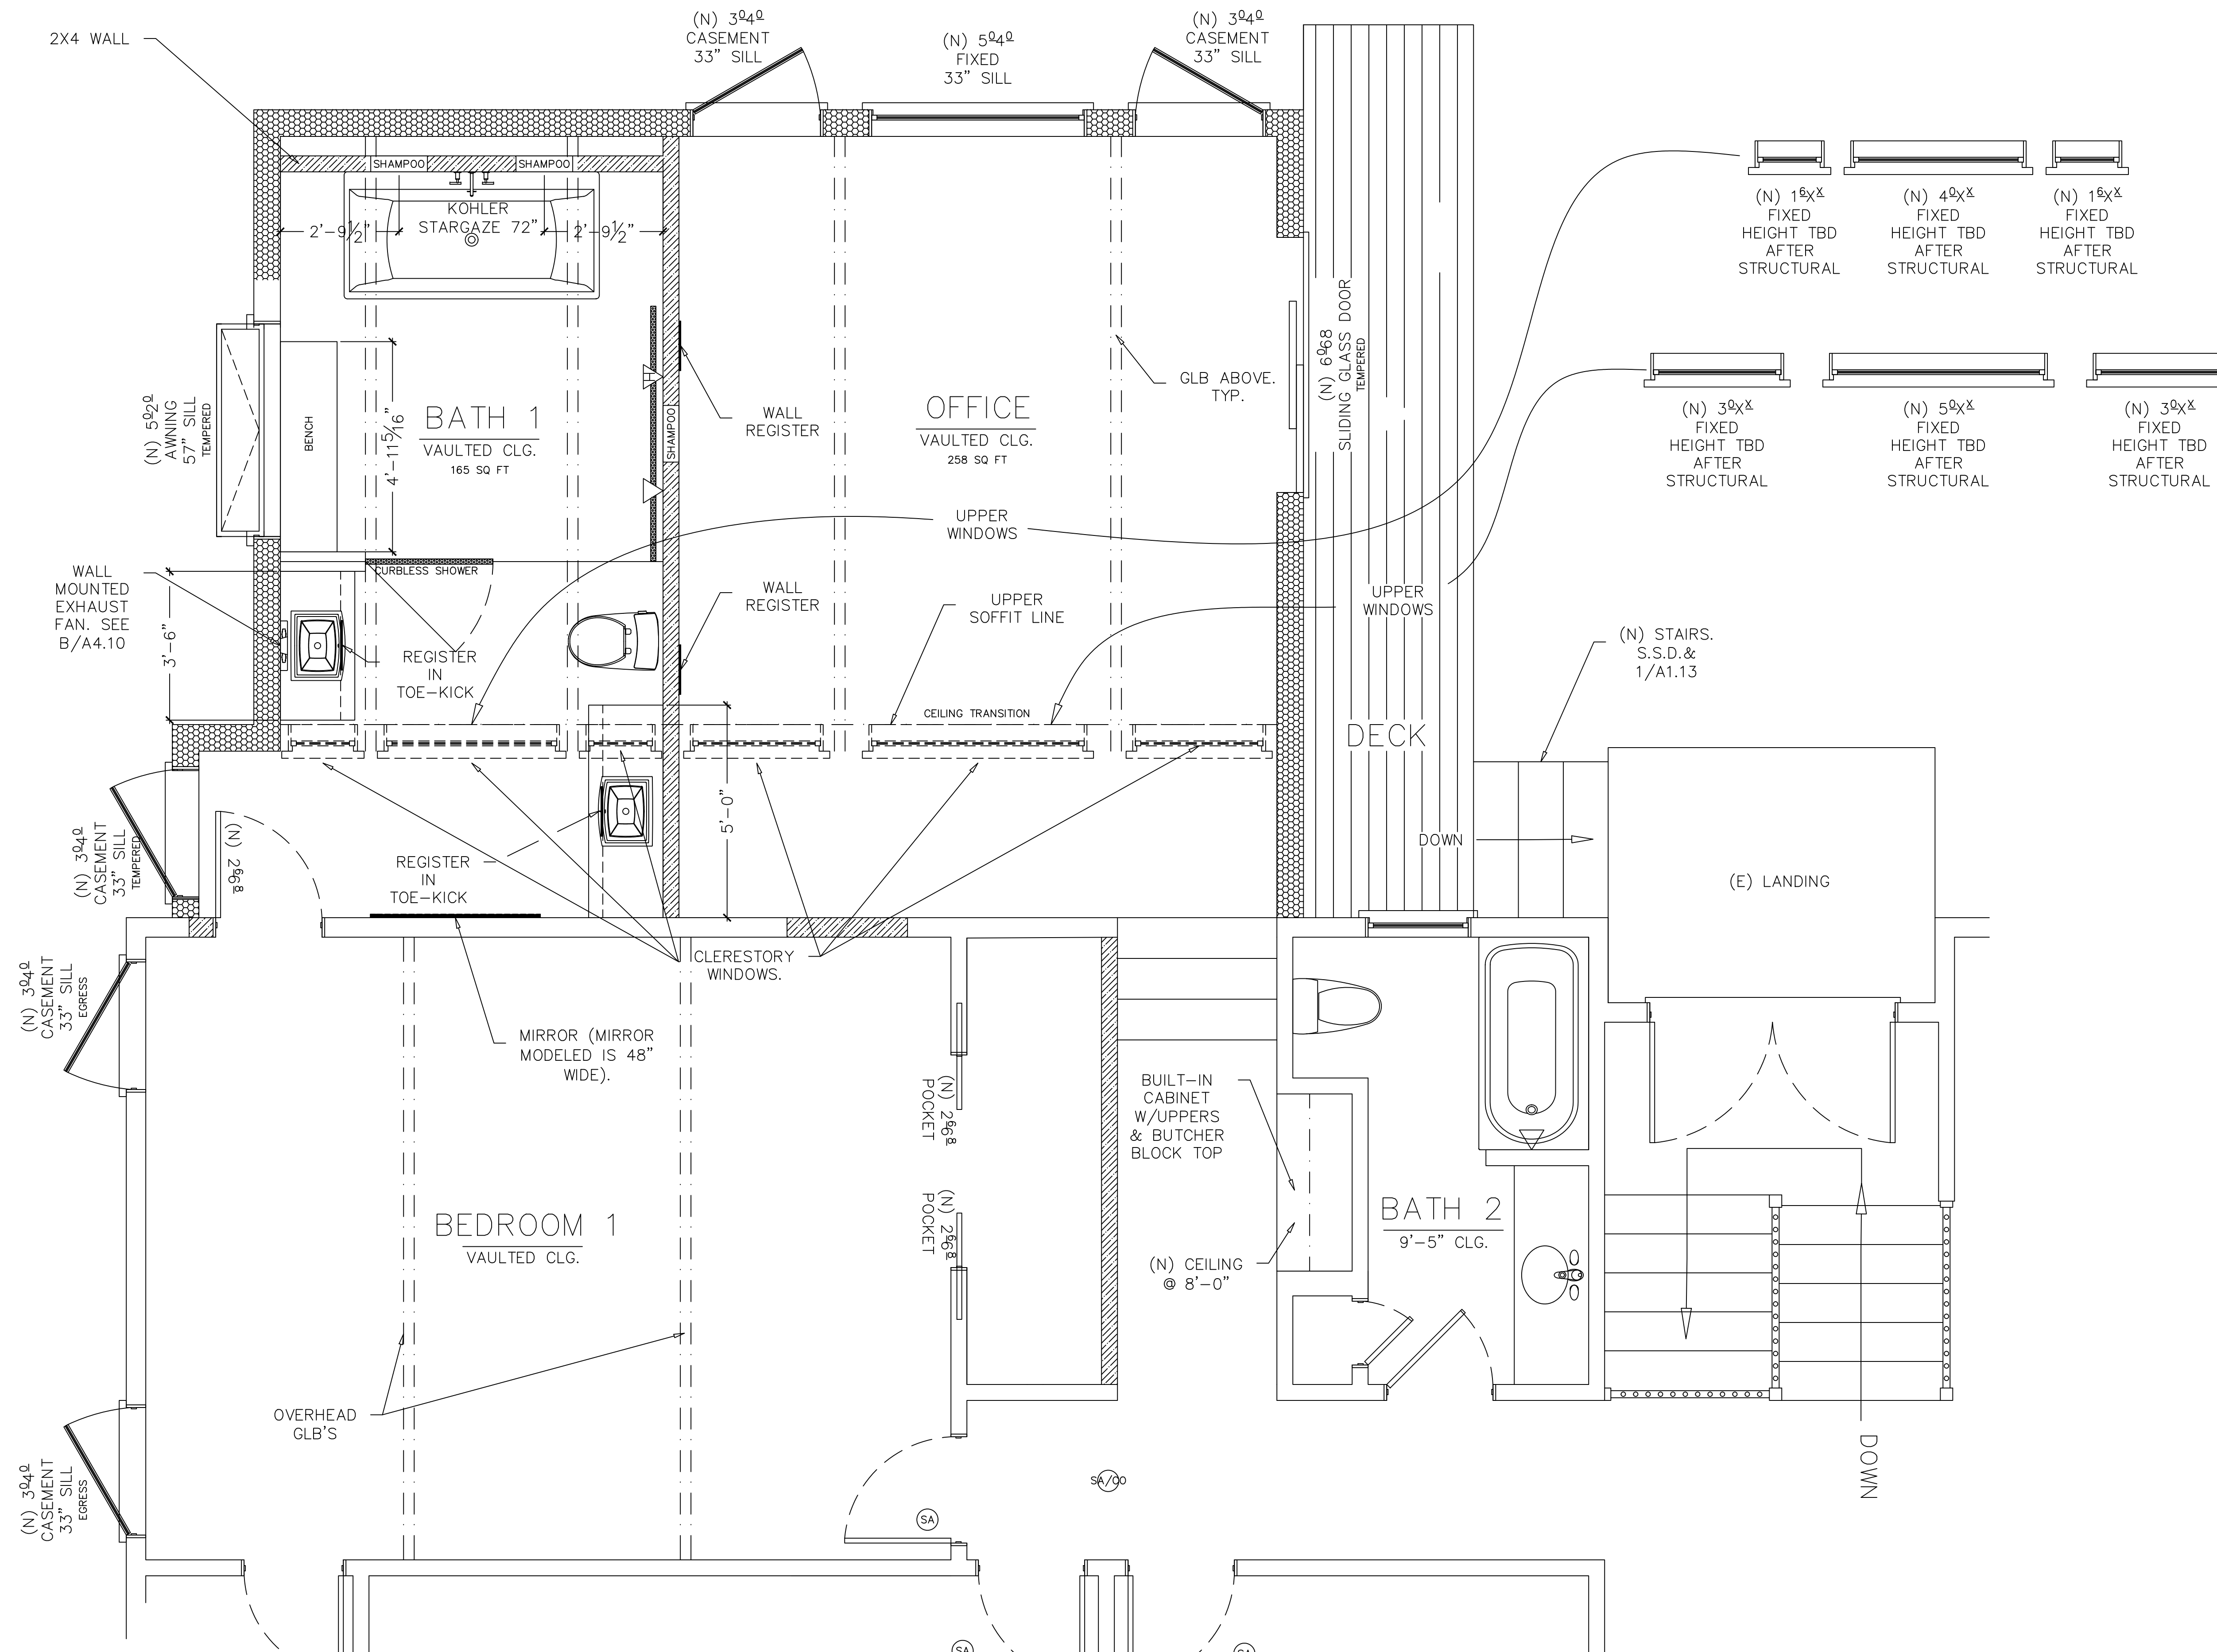 2X4 WALL
(N) 3⁰4⁰
CASEMENT
33" SILL
(N) 5⁰4⁰
FIXED
33" SILL
(N) 3⁰4⁰
CASEMENT
33" SILL
SHAMPOO
SHAMPOO
KOHLER
STARGAZE 72"
2'-9½"
2'-9½"
(N) 1⁶Xˣ
FIXED
HEIGHT TBD
AFTER
STRUCTURAL
(N) 4⁰Xˣ
FIXED
HEIGHT TBD
AFTER
STRUCTURAL
(N) 1⁶Xˣ
FIXED
HEIGHT TBD
AFTER
STRUCTURAL
(N) 3⁰Xˣ
FIXED
HEIGHT TBD
AFTER
STRUCTURAL
(N) 5⁰Xˣ
FIXED
HEIGHT TBD
AFTER
STRUCTURAL
(N) 3⁰Xˣ
FIXED
HEIGHT TBD
AFTER
STRUCTURAL
(N) 5⁰2⁰
AWNING
57" SILL
TEMPERED
BENCH
4'-11 15/16"
BATH 1
VAULTED CLG.
165 SQ FT
SHAMPOO
WALL
REGISTER
OFFICE
VAULTED CLG.
258 SQ FT
GLB ABOVE.
TYP.
(N) 6⁰68
SLIDING GLASS DOOR
TEMPERED
UPPER
WINDOWS
CURBLESS SHOWER
WALL
MOUNTED
EXHAUST
FAN. SEE
B/A4.10
3'-6"
REGISTER
IN
TOE-KICK
WALL
REGISTER
UPPER
SOFFIT LINE
UPPER
WINDOWS
(N) STAIRS.
S.S.D.&
1/A1.13
CEILING TRANSITION
DECK
5'-0"
(N) 3⁰4⁰
CASEMENT
33" SILL
TEMPERED
(N) 2⁶6⁸
REGISTER
IN
TOE-KICK
DOWN
(E) LANDING
CLERESTORY
WINDOWS.
(N) 3⁰4⁰
CASEMENT
33" SILL
EGRESS
MIRROR (MIRROR
MODELED IS 48"
WIDE).
(N) 2⁶6⁸
POCKET
(N) 2⁶6⁸
POCKET
BUILT-IN
CABINET
W/UPPERS
& BUTCHER
BLOCK TOP
BEDROOM 1
VAULTED CLG.
BATH 2
9'-5" CLG.
(N) CEILING
@ 8'-0"
OVERHEAD
GLB'S
(N) 3⁰4⁰
CASEMENT
33" SILL
EGRESS
DOWN
SA/CO
SA
SA
SA